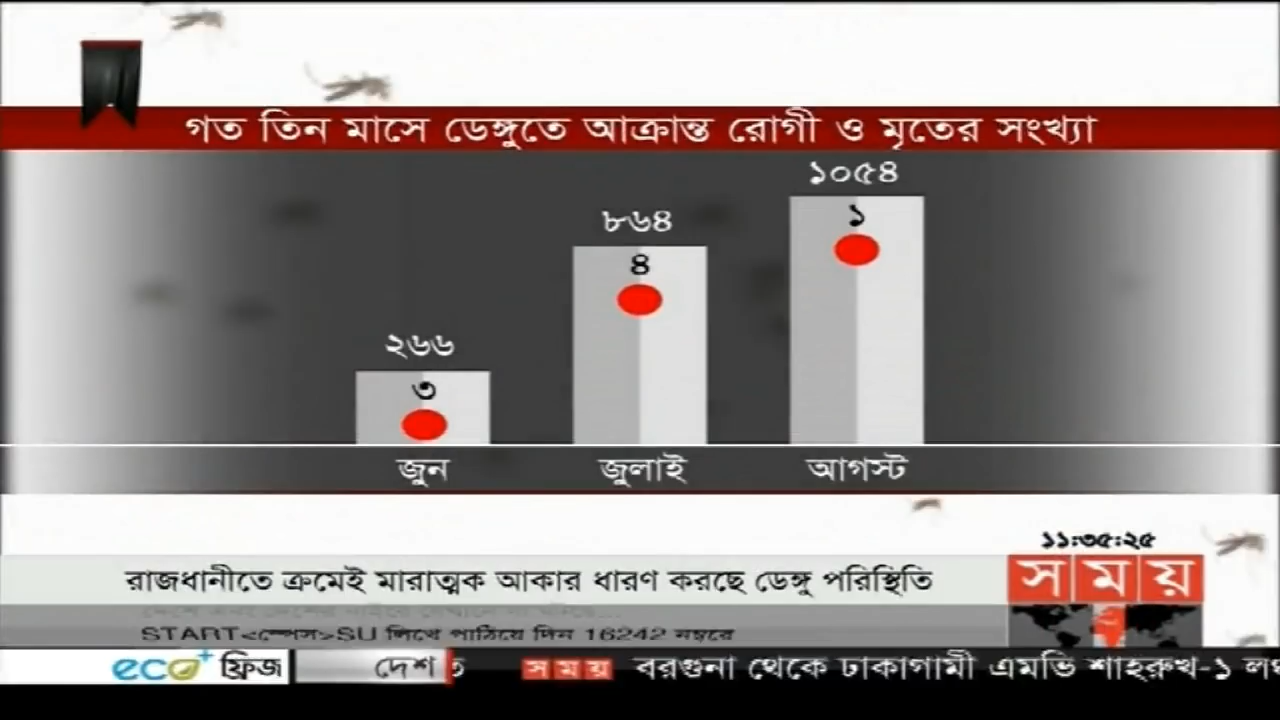 গত তিন মাসে ডেঙ্গুতে আক্রান্ত রোগী ও মৃতের সংখ্যা
১০৫৪
১
৮৬৪
৪
২৬৬
৩
জুন জুলাই আগস্ট
১১:৩৫:২৫
সময়
রাজধানীতে ক্রমেই মারাত্মক আকার ধারণ করছে ডেঙ্গু পরিস্থিতি
START<স্পেস>SU লিখে পাঠিয়ে দিন 16242 নম্বরে
eco+ ফ্রিজ দেশ সময় বরগুনা থেকে ঢাকাগামী এমভি শাহরুখ-১